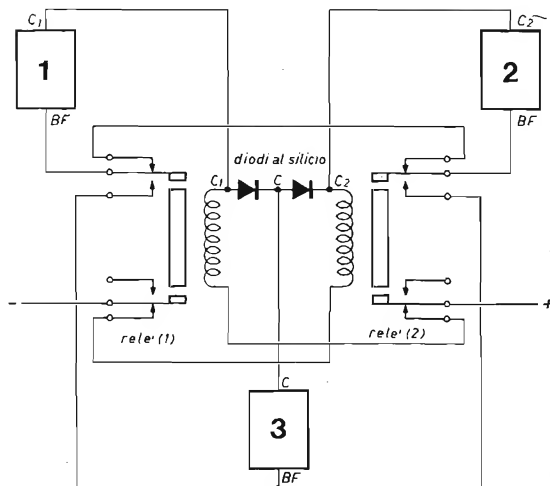 C1
C2
1
2
BF
BF
diodi al silicio
C1
C
C2
-
+
rele' (1)
rele' (2)
C
3
BF